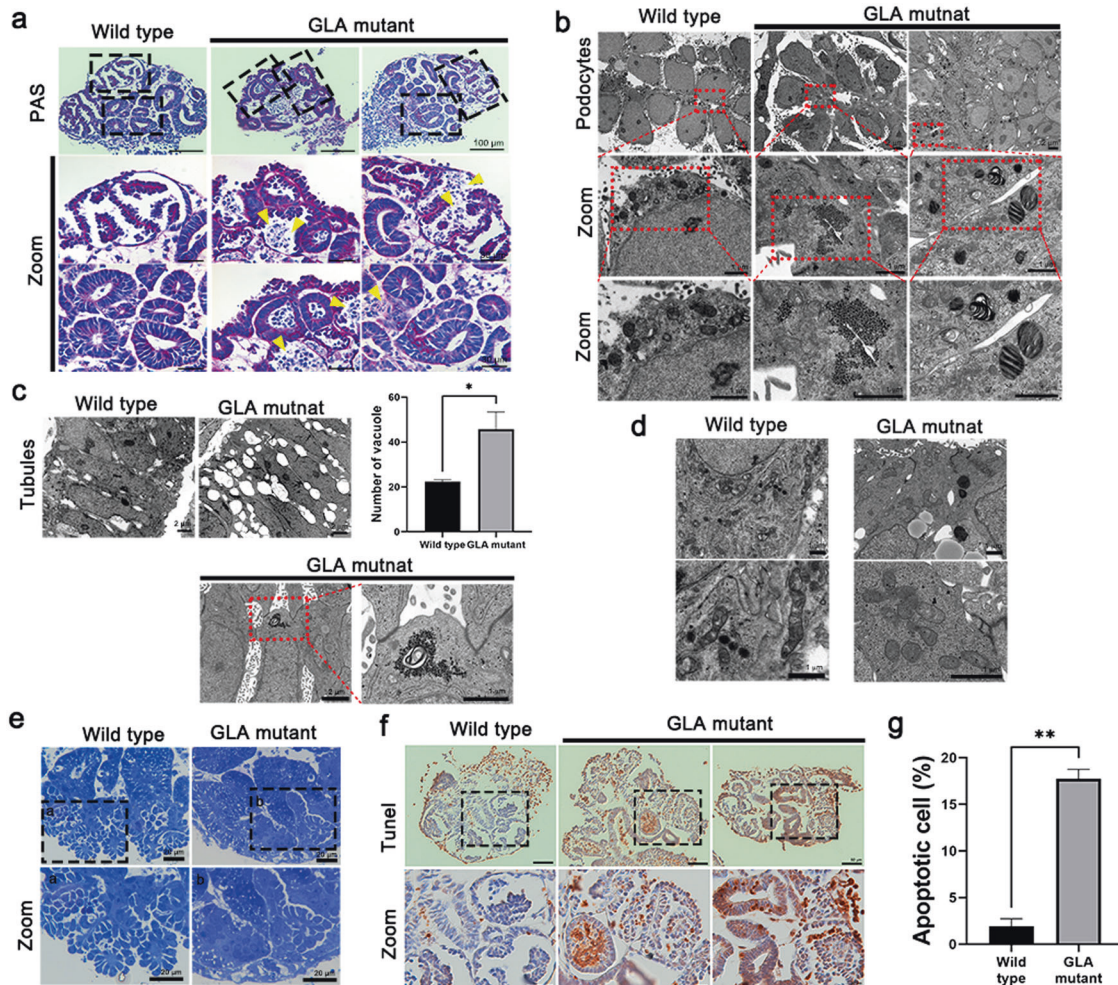 a
Wild type
GLA mutant
PAS
100 μm
Zoom
b
Wild type
GLA mutnat
Podocytes
Zoom
Zoom
c
Wild type
GLA mutnat
Tubules
2 μm
Number of vacuole
60
40
20
0
*
Wild type
GLA mutant
GLA mutnat
2 μm
1 μm
d
Wild type
GLA mutnat
1 μm
1 μm
e
Wild type
GLA mutant
a
b
20 μm
20 μm
Zoom
a
b
20 μm
20 μm
f
Wild type
GLA mutant
Tunel
Zoom
g
Apoptotic cell (%)
20
15
10
5
0
**
Wild
type
GLA
mutant